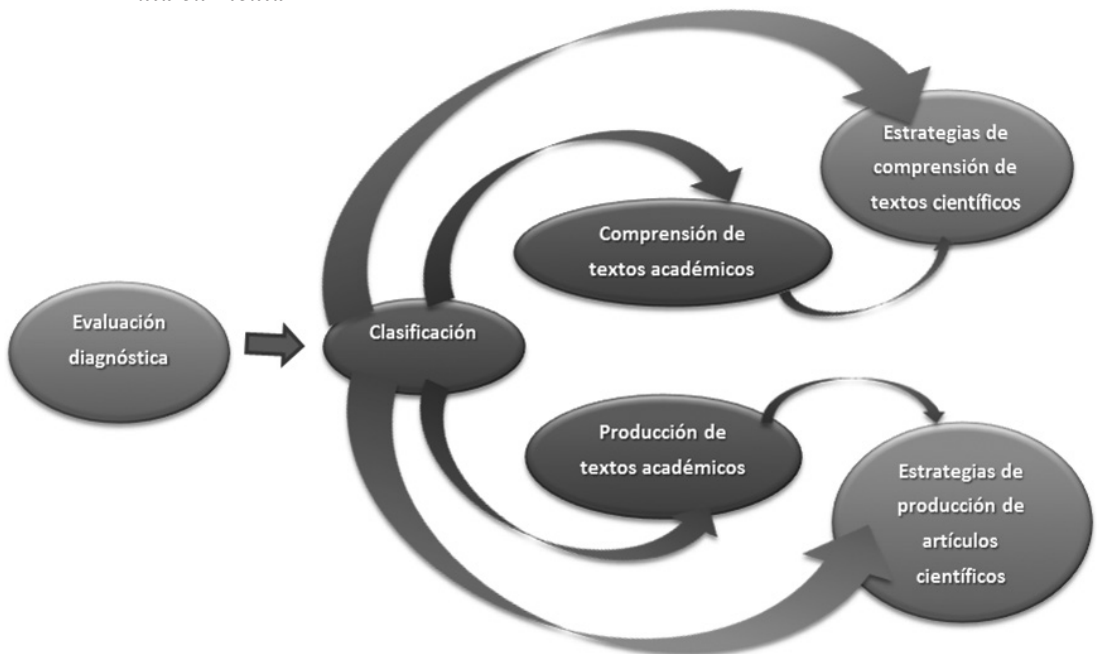 Estrategias de
comprensión de
textos científicos
Comprensión de
textos académicos
Evaluación
diagnóstica
Clasificación
Producción de
textos académicos
Estrategias de
producción de
artículos
científicos